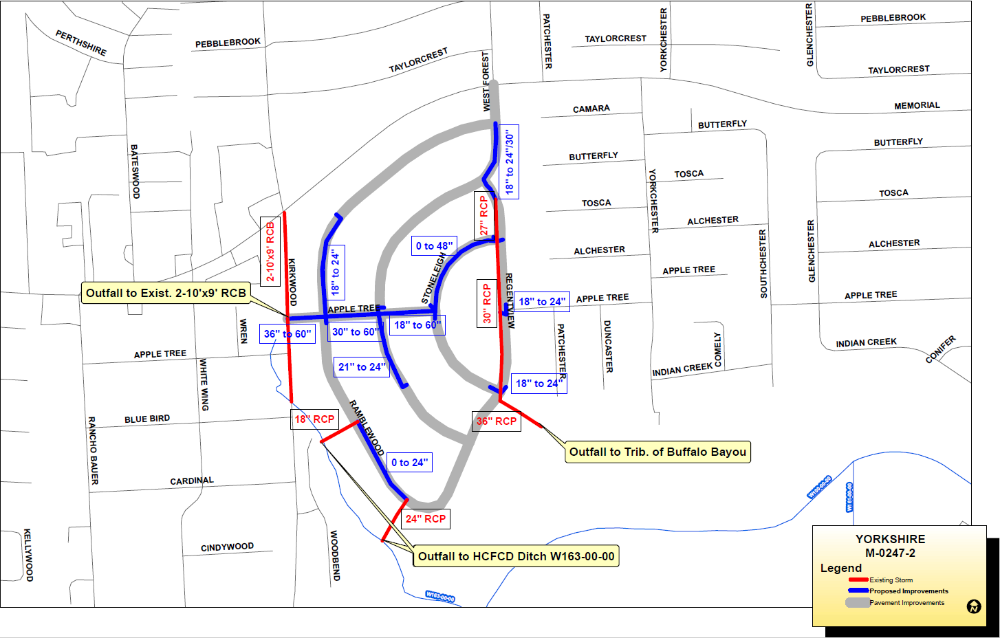 PEBBLEBROOK
PATCHESTER
YORKCHESTER
GLENCHESTER
PERTHSHIRE
PEBBLEBROOK
TAYLORCREST
TAYLORCREST
TAYLORCREST
WEST FOREST
MEMORIAL
CAMARA
BUTTERFLY
BUTTERFLY
BUTTERFLY
BATESWOOD
18" to 24"/30"
TOSCA
TOSCA
TOSCA
YORKCHESTER
27" RCP
ALCHESTER
ALCHESTER
ALCHESTER
2-10'x9' RCB
KIRKWOOD
18" to 24"
0 to 48"
STONELEIGH
SOUTHCHESTER
GLENCHESTER
APPLE TREE
Outfall to Exist. 2-10'x9' RCB
30" RCP
REGENTVIEW
18" to 24"
APPLE TREE
APPLE TREE
APPLE TREE
WREN
36" to 60"
30" to 60"
18" to 60"
PATCHESTER
DUNCASTER
COMELY
INDIAN CREEK
CONIFER
APPLE TREE
WHITE WING
21" to 24"
INDIAN CREEK
18" to 24"
RANCHO BAUER
BLUE BIRD
18" RCP
RAMBLEWOOD
36" RCP
Outfall to Trib. of Buffalo Bayou
0 to 24"
CARDINAL
W100-00-00
W161-00-00
24" RCP
KELLYWOOD
CINDYWOOD
WOODBEND
Outfall to HCFCD Ditch W163-00-00
W163-00-00
YORKSHIRE
M-0247-2
Legend
Existing Storm
Proposed Improvements
Pavement Improvements
N